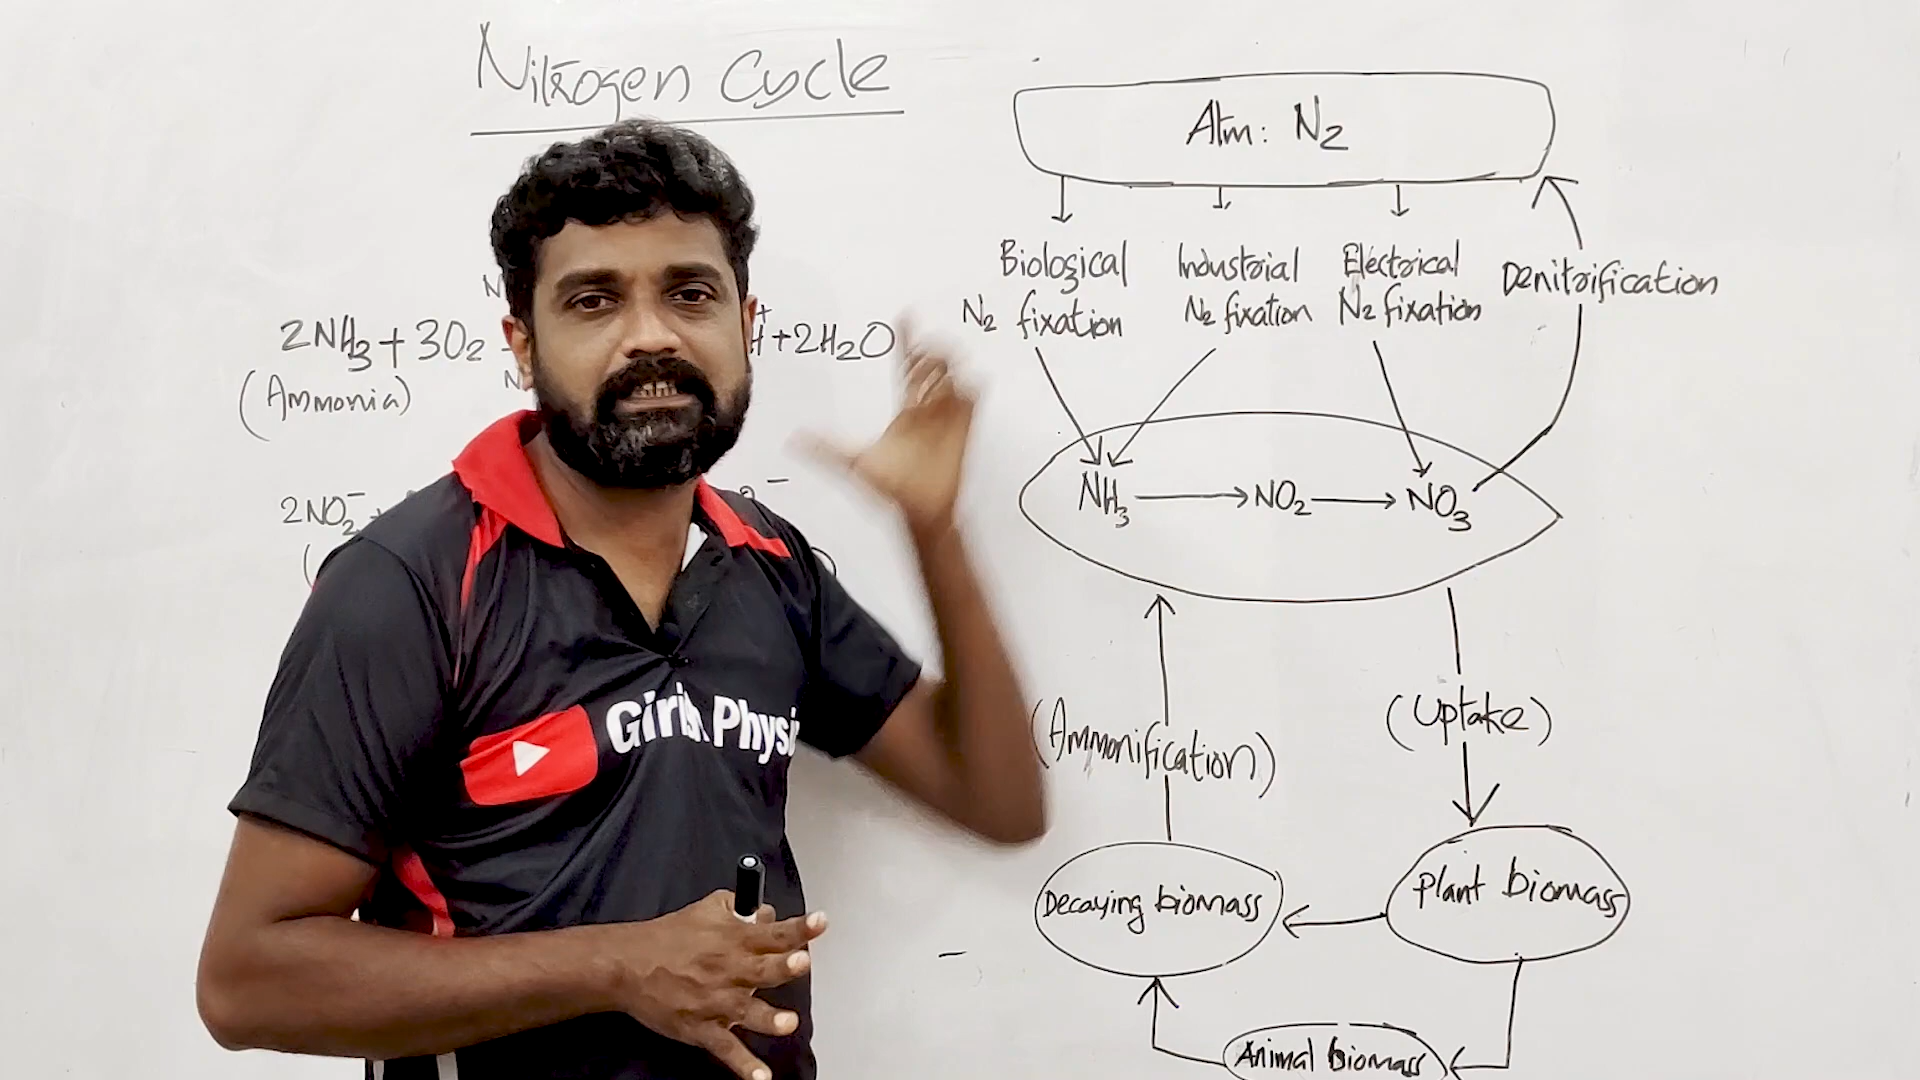 Nitrogen Cycle
2NH3 + 3O2
H+ + 2H2O
(Ammonia)
2NO2-
Atm: N2
Biological
N2 fixation
Industrial
N2 fixation
Electrical
N2 fixation
Denitrification
NH3 → NO2 → NO3
(Ammonification)
(Uptake)
Decaying biomass
Plant biomass
Animal biomass
Girish Physi